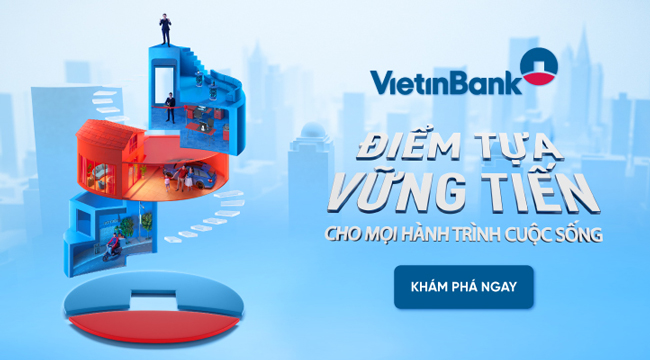 VietinBank
ĐIỂM TỰA
VỮNG TIẾN
CHO MỌI HÀNH TRÌNH CUỘC SỐNG
KHÁM PHÁ NGAY